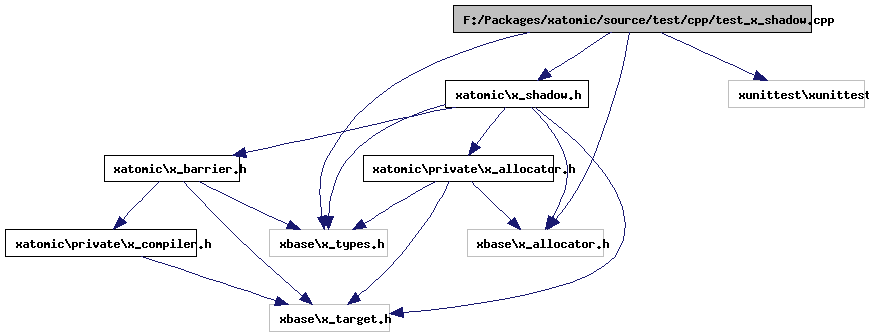 F:/Packages/xatomic/source/test/cpp/test_x_shadow.cpp
xatomic\x_shadow.h
xunittest\xunittest
xatomic\x_barrier.h
xatomic\private\x_allocator.h
xatomic\private\x_compiler.h
xbase\x_types.h
xbase\x_allocator.h
xbase\x_target.h